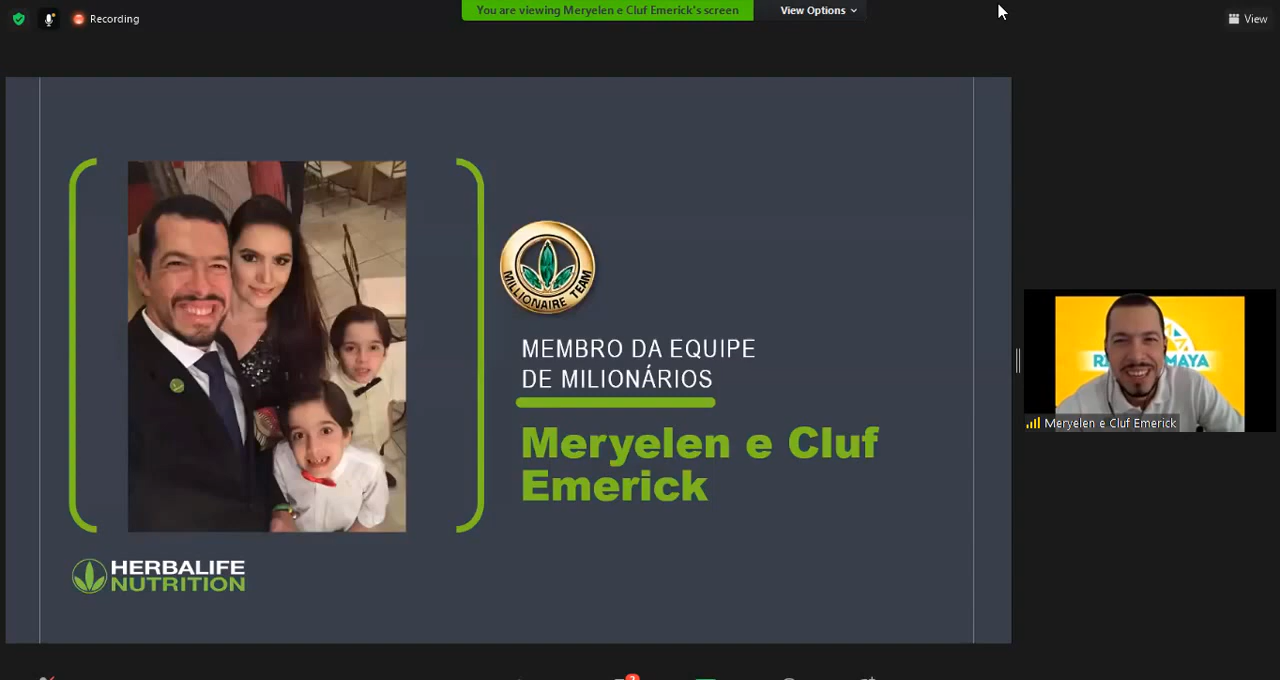 Recording
You are viewing Meryelen e Cluf Emerick's screen
View Options
View
MILLIONAIRE TEAM
MEMBRO DA EQUIPE
DE MILIONÁRIOS
Meryelen e Cluf
Emerick
HERBALIFE
NUTRITION
MAYA
Meryelen e Cluf Emerick